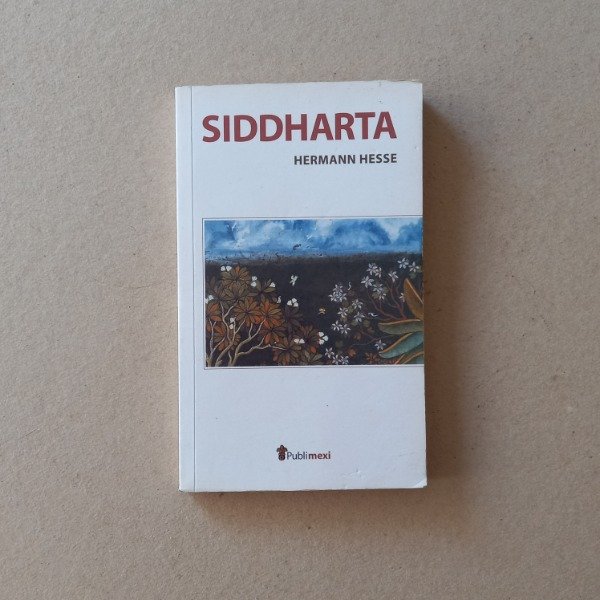 SIDDHARTA
HERMANN HESSE
Publimexi